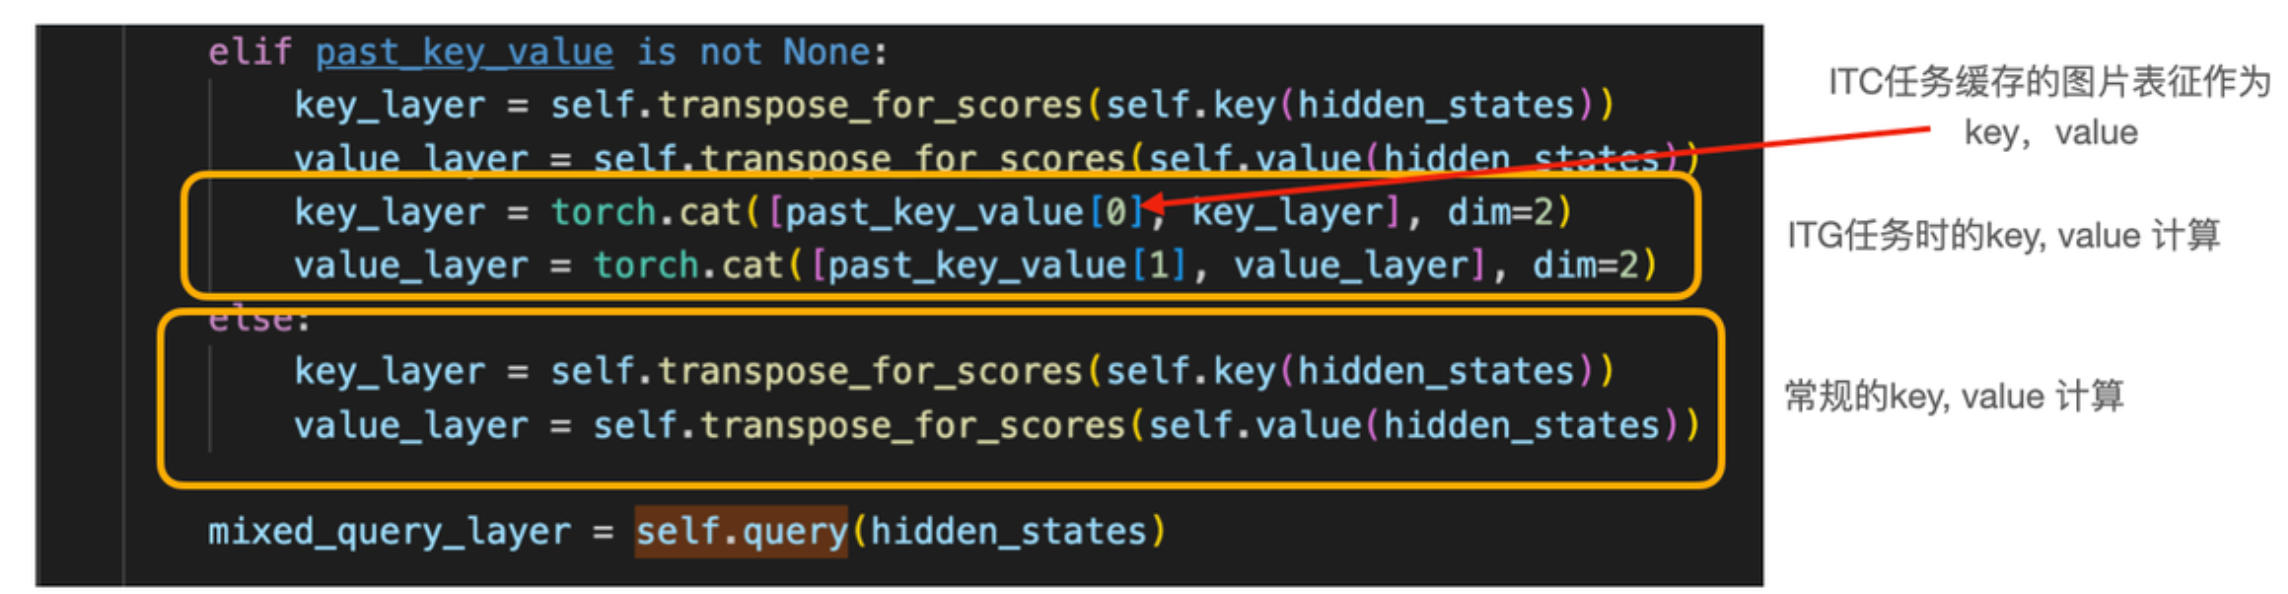 elif past_key_value is not None:
key_layer = self.transpose_for_scores(self.key(hidden_states))
value_layer = self.transpose_for_scores(self.value(hidden_states))
key_layer = torch.cat([past_key_value[0], key_layer], dim=2)
value_layer = torch.cat([past_key_value[1], value_layer], dim=2)
else:
key_layer = self.transpose_for_scores(self.key(hidden_states))
value_layer = self.transpose_for_scores(self.value(hidden_states))
mixed_query_layer = self.query(hidden_states)
ITC任务缓存的图片表征作为
key，value
ITG任务时的key, value 计算
常规的key, value 计算